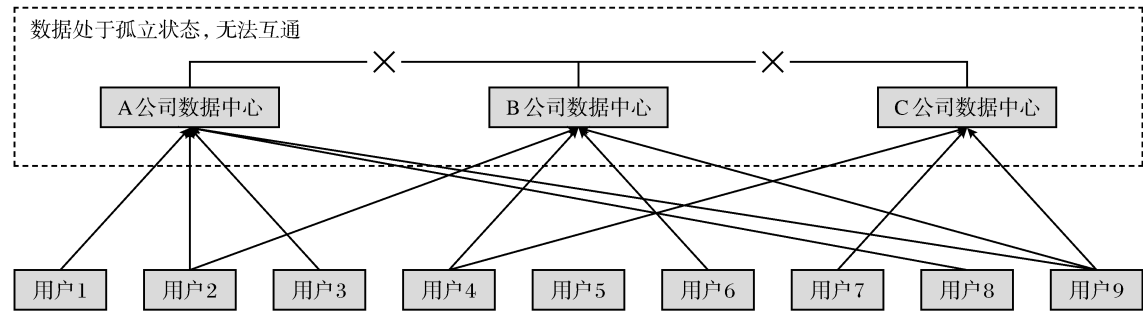 数据处于孤立状态，无法互通
A公司数据中心
B公司数据中心
C公司数据中心
用户1
用户2
用户3
用户4
用户5
用户6
用户7
用户8
用户9